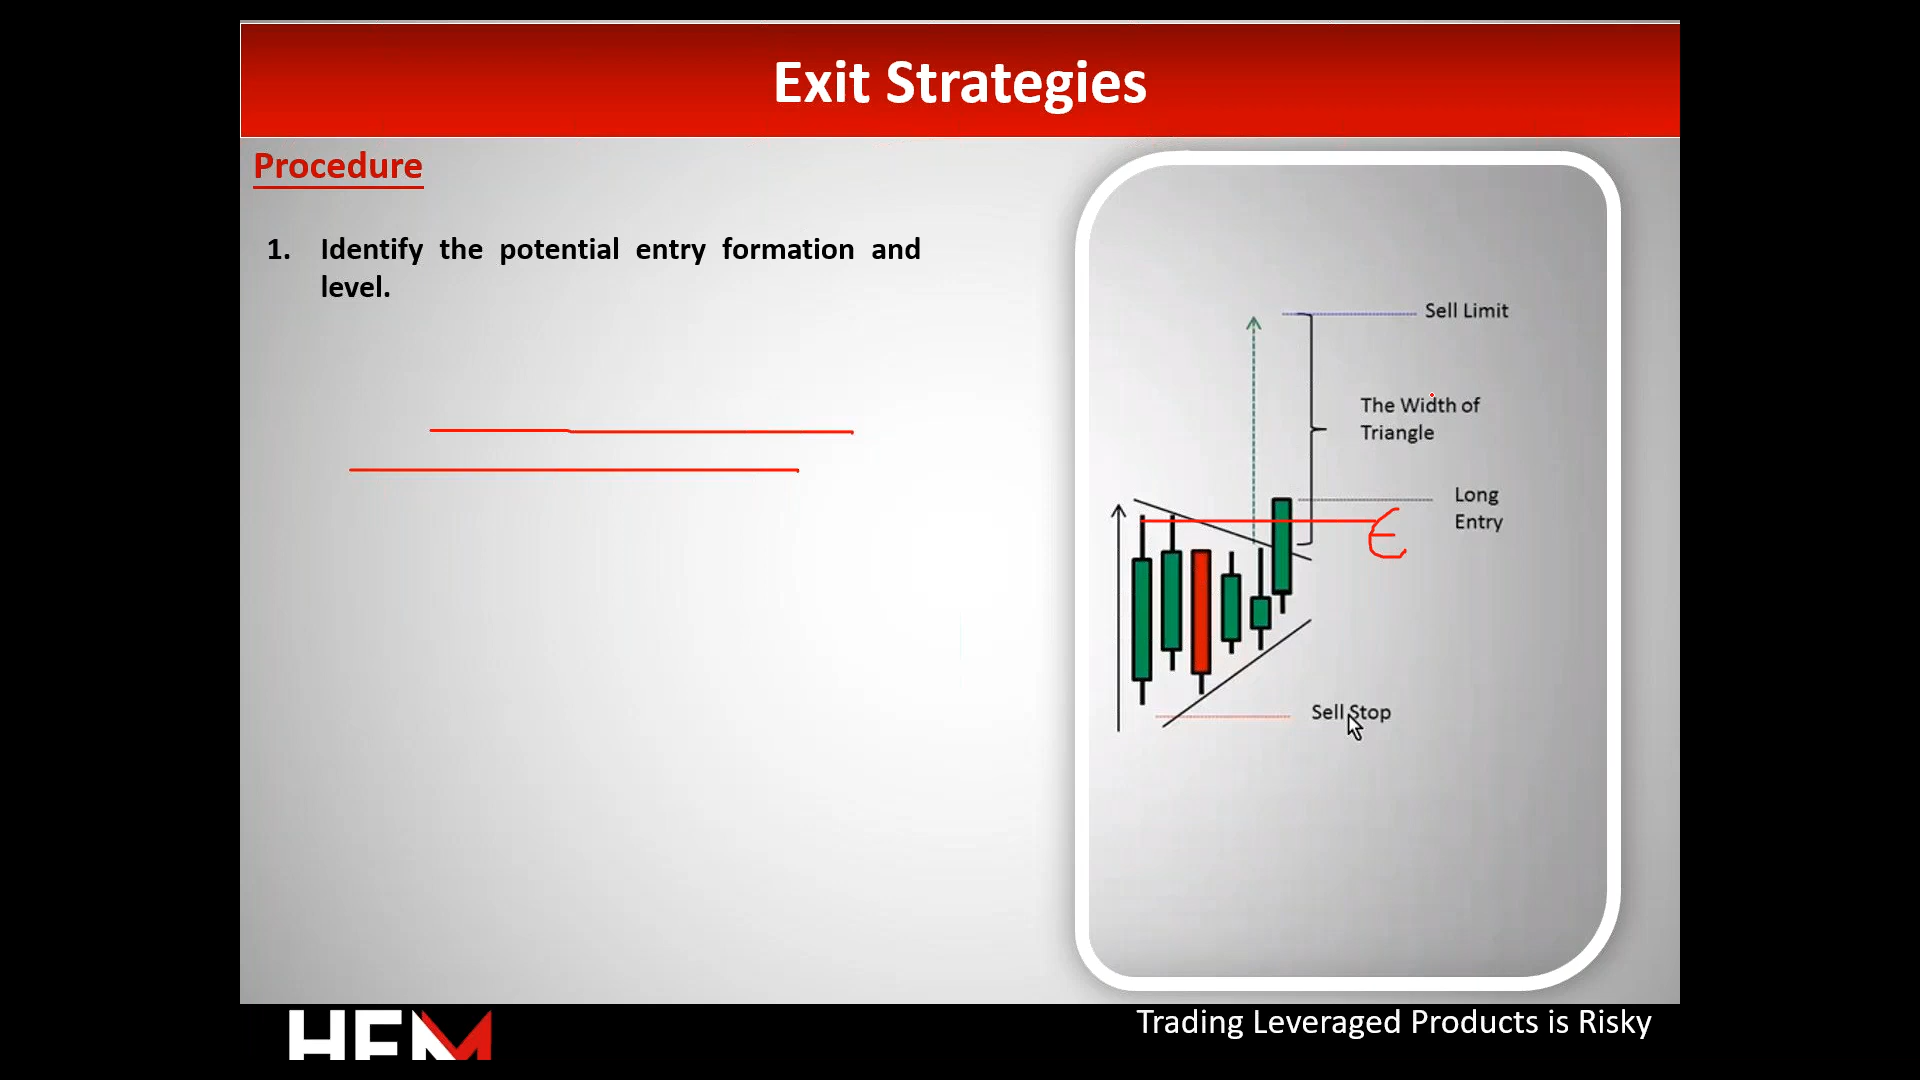 Exit Strategies
Procedure
1. Identify the potential entry formation and
level.
Sell Limit
The Width of
Triangle
Long
Entry
E
Sell Stop
HFM
Trading Leveraged Products is Risky